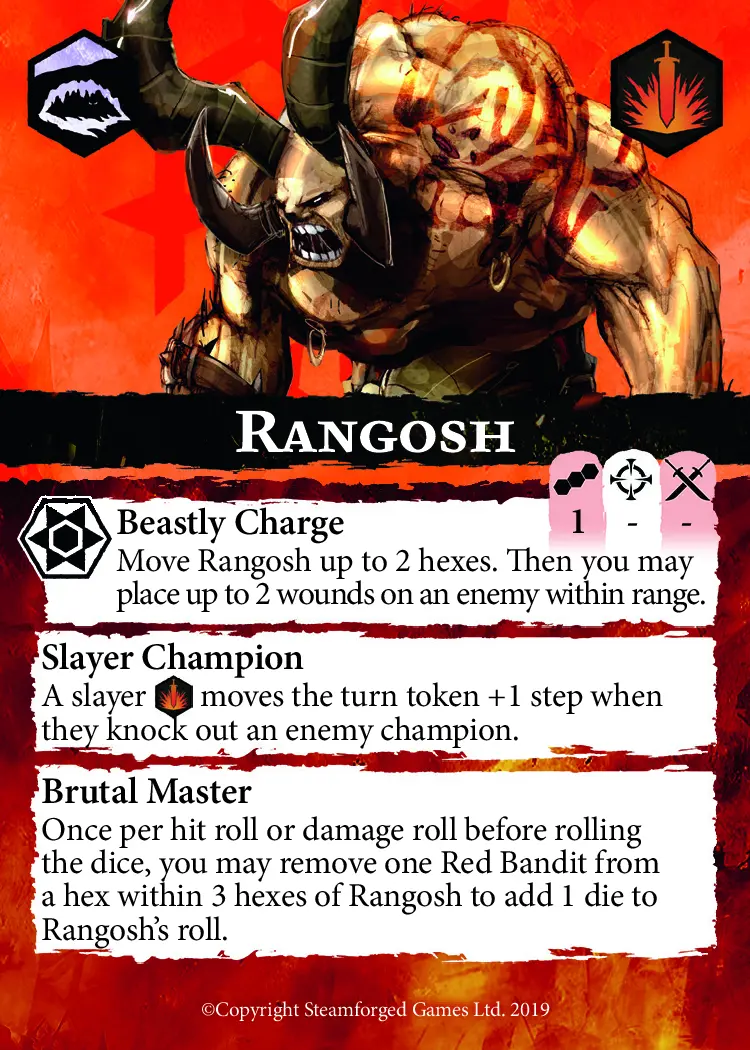 Rangosh
Beastly Charge
1 - -
Move Rangosh up to 2 hexes. Then you may
place up to 2 wounds on an enemy within range.
Slayer Champion
A slayer moves the turn token +1 step when
they knock out an enemy champion.
Brutal Master
Once per hit roll or damage roll before rolling
the dice, you may remove one Red Bandit from
a hex within 3 hexes of Rangosh to add 1 die to
Rangosh's roll.
©Copyright Steamforged Games Ltd. 2019